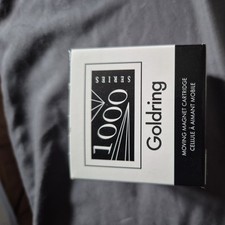 1000
SERIES
Goldring
MOVING MAGNET CARTRIDGE
CELLULE À AIMANT MOBILE